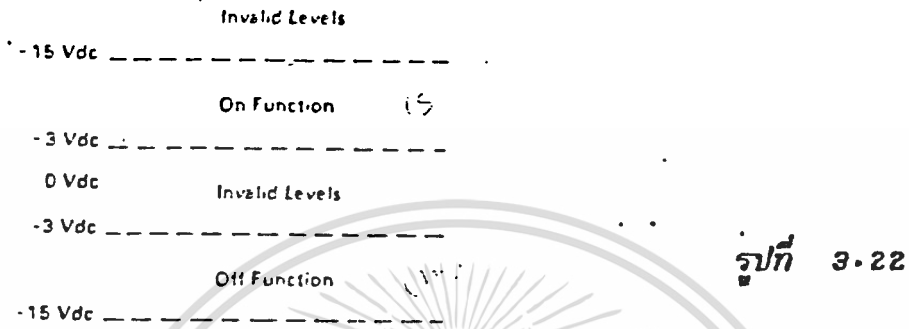 Invalid Levels
- 15 Vdc
On Function
- 3 Vdc
0 Vdc
Invalid Levels
-3 Vdc
Off Function
- 15 Vdc
รูปที่ 3.22